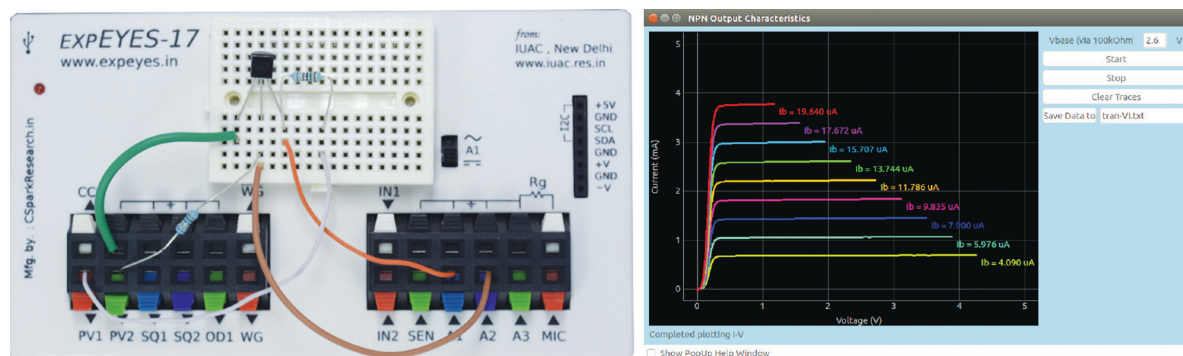 EXPEYES-17
www.expeyes.in
from:
IUAC , New Delhi
www.iuac.res.in
Mfg. by. :CSparkResearch.in
I2C
+5V
GND
SCL
SDA
GND
+V
GND
-V
A1
Rg
WG
IN1
PV1 PV2 SQ1 SQ2 OD1 WG
IN2 SEN A1 A2 A3 MIC
NPN Output Characteristics
Current (mA)
5
4
3
2
1
0
Ib = 19.640 uA
Ib = 17.672 uA
Ib = 15.707 uA
Ib = 13.744 uA
Ib = 11.786 uA
Ib = 9.835 uA
Ib = 7.900 uA
Ib = 5.976 uA
Ib = 4.090 uA
0 1 2 3 4 5
Voltage (V)
Vbase (via 100kOhm) 2.6 V
Start
Stop
Clear Traces
Save Data to tran-VI.txt
Completed plotting I-V
Show PopUp Help Window